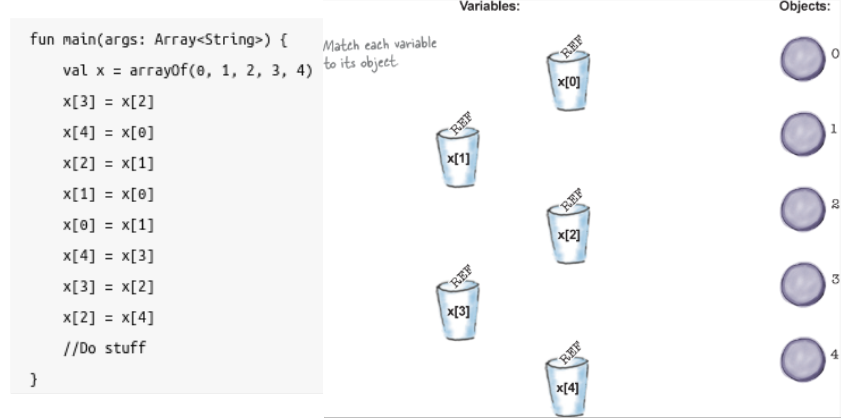 fun main(args: Array<String>) {
val x = arrayOf(0, 1, 2, 3, 4)
x[3] = x[2]
x[4] = x[0]
x[2] = x[1]
x[1] = x[0]
x[0] = x[1]
x[4] = x[3]
x[3] = x[2]
x[2] = x[4]
//Do stuff
}
Variables:
Objects:
Match each variable
to its object
REF
x[0]
0
REF
x[1]
1
REF
x[2]
2
REF
x[3]
3
REF
x[4]
4